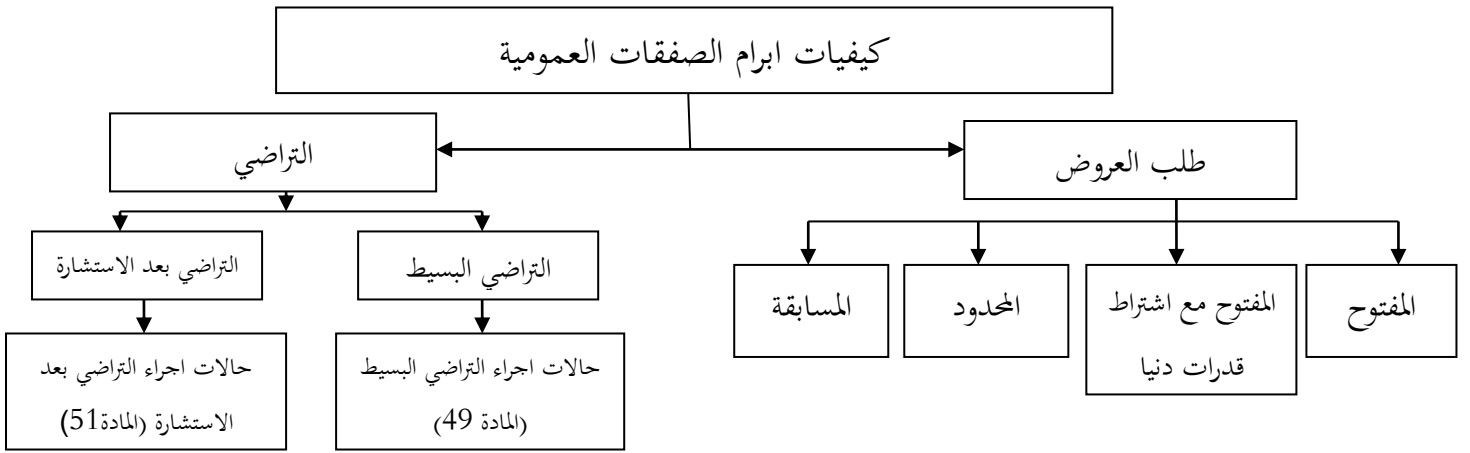 كيفيات ابرام الصفقات العمومية
طلب العروض
التراضي
المفتوح
المفتوح مع اشتراط
قدرات دنيا
المحدود
المسابقة
التراضي البسيط
التراضي بعد الاستشارة
حالات اجراء التراضي البسيط
(المادة 49)
حالات اجراء التراضي بعد
الاستشارة (المادة51)